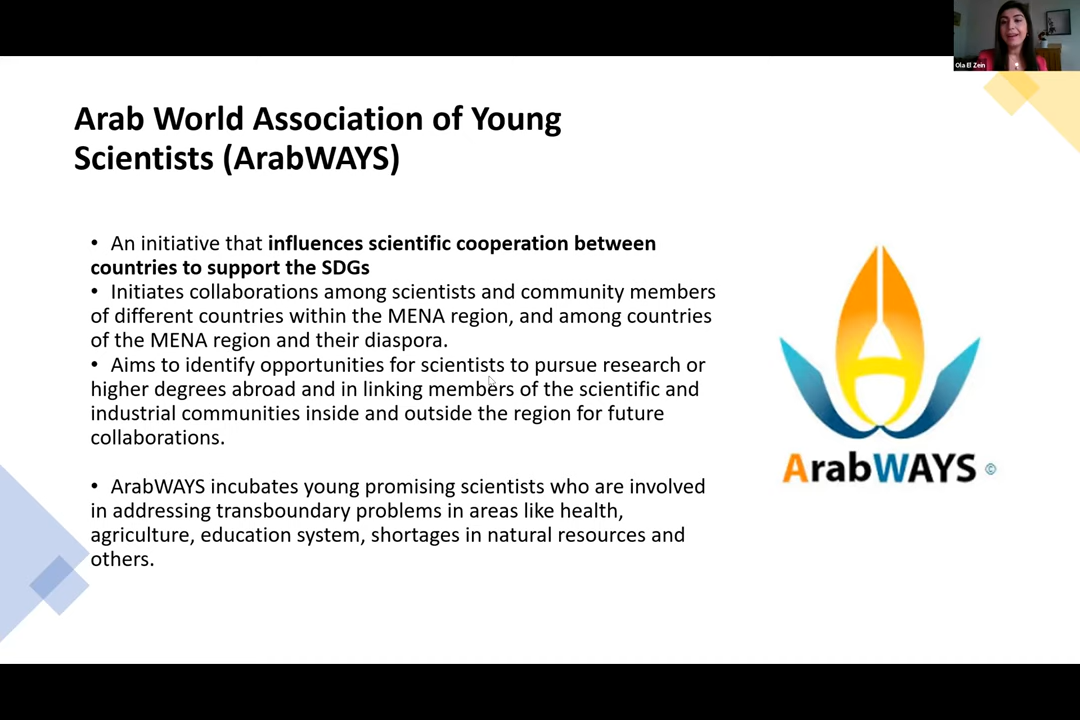 Ola El Zein
Arab World Association of Young
Scientists (ArabWAYS)
• An initiative that influences scientific cooperation between
countries to support the SDGs
• Initiates collaborations among scientists and community members
of different countries within the MENA region, and among countries
of the MENA region and their diaspora.
• Aims to identify opportunities for scientists to pursue research or
higher degrees abroad and in linking members of the scientific and
industrial communities inside and outside the region for future
collaborations.
• ArabWAYS incubates young promising scientists who are involved
in addressing transboundary problems in areas like health,
agriculture, education system, shortages in natural resources and
others.
ArabWAYS ©